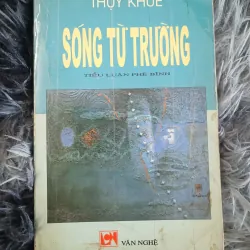 THỤY KHUÊ
SÓNG TỪ TRƯỜNG
TIỂU LUẬN PHÊ BÌNH
VĂN NGHỆ